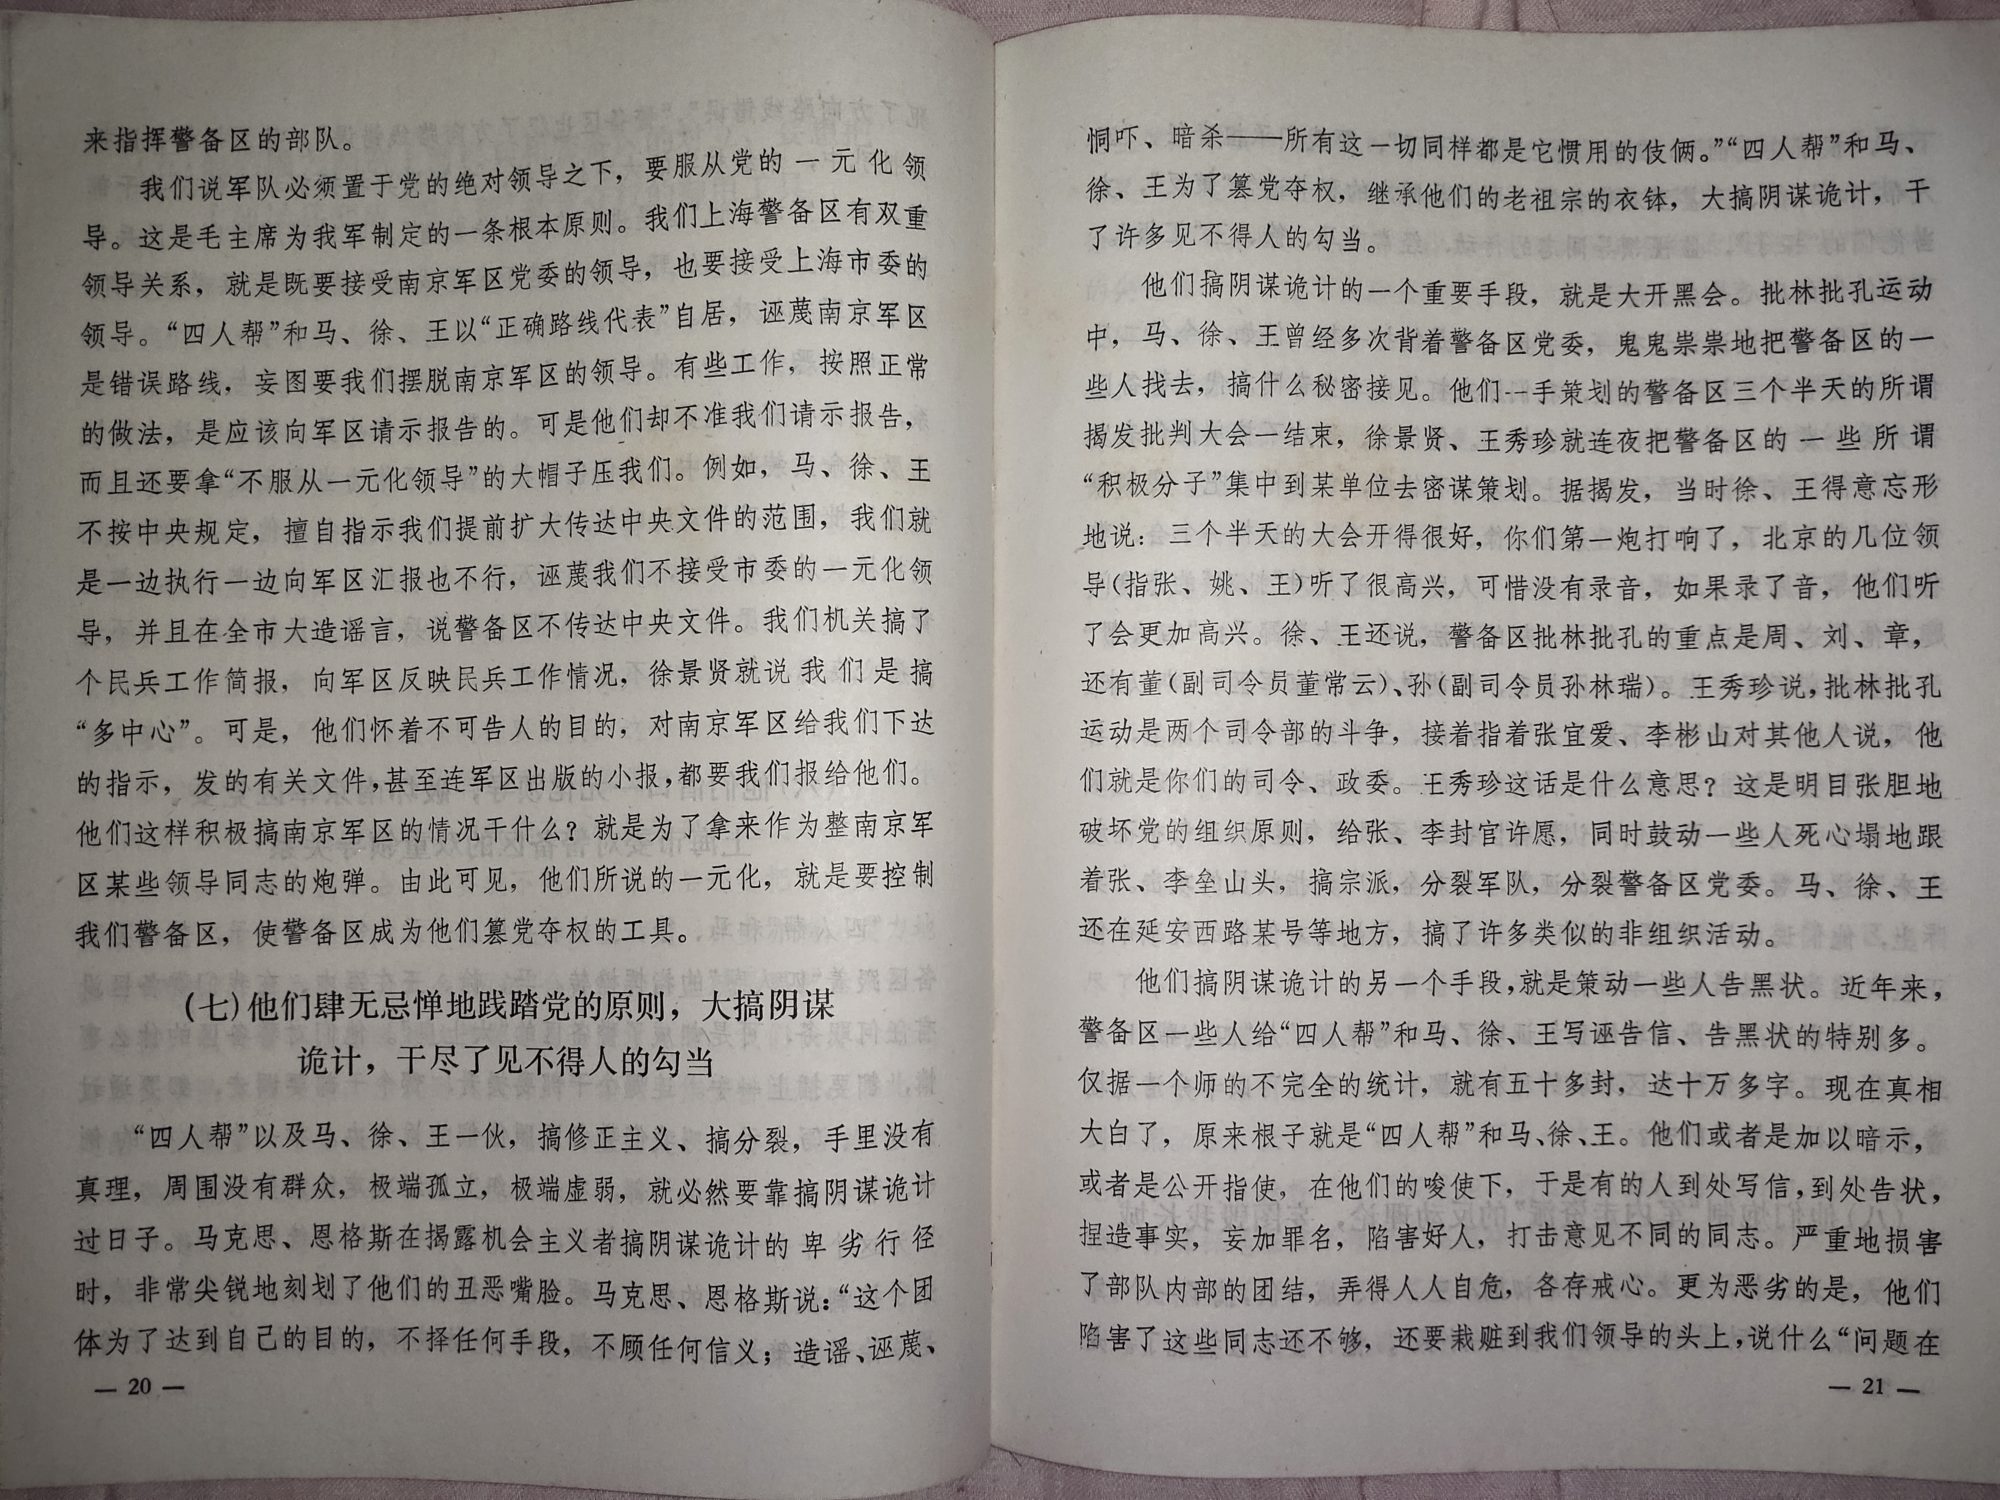 来指挥警备区的部队。
我们说军队必须置于党的绝对领导之下，要服从党的一元化领
导。这是毛主席为我军制定的一条根本原则。我们上海警备区有双重
领导关系，就是既要接受南京军区党委的领导，也要接受上海市委的
领导。“四人帮”和马、徐、王以“正确路线代表”自居，诬蔑南京军区
是错误路线，妄图要我们摆脱南京军区的领导。有些工作，按照正常
的做法，是应该向军区请示报告的。可是他们却不准我们请示报告，
而且还要拿“不服从一元化领导”的大帽子压我们。例如，马、徐、王
不按中央规定，擅自指示我们提前扩大传达中央文件的范围，我们就
是一边执行一边向军区汇报也不行，诬蔑我们不接受市委的一元化领
导，并且在全市大造谣言，说警备区不传达中央文件。我们机关搞了
个民兵工作简报，向军区反映民兵工作情况，徐景贤就说我们是搞
“多中心”。可是，他们怀着不可告人的目的，对南京军区给我们下达
的指示，发的有关文件，甚至连军区出版的小报，都要我们报给他们。
他们这样积极搞南京军区的情况干什么？就是为了拿来作为整南京军
区某些领导同志的炮弹。由此可见，他们所说的一元化，就是要控制
我们警备区，使警备区成为他们篡党夺权的工具。
(七)他们肆无忌惮地践踏党的原则，大搞阴谋
诡计，干尽了见不得人的勾当
“四人帮”以及马、徐、王一伙，搞修正主义、搞分裂，手里没有
真理，周围没有群众，极端孤立，极端虚弱，就必然要靠搞阴谋诡计
过日子。马克思、恩格斯在揭露机会主义者搞阴谋诡计的卑劣行径
时，非常尖锐地刻划了他们的丑恶嘴脸。马克思、恩格斯说：“这个团
体为了达到自己的目的，不择任何手段，不顾任何信义；造谣、诬蔑、
— 20 —
恫吓、暗杀——所有这一切同样都是它惯用的伎俩。”“四人帮”和马、
徐、王为了篡党夺权，继承他们的老祖宗的衣钵，大搞阴谋诡计，干
了许多见不得人的勾当。
他们搞阴谋诡计的一个重要手段，就是大开黑会。批林批孔运动
中，马、徐、王曾经多次背着警备区党委，鬼鬼祟祟地把警备区的一
些人找去，搞什么秘密接见。他们一手策划的警备区三个半天的所谓
揭发批判大会一结束，徐景贤、王秀珍就连夜把警备区的一些所谓
“积极分子”集中到某单位去密谋策划。据揭发，当时徐、王得意忘形
地说：三个半天的大会开得很好，你们第一炮打响了，北京的几位领
导(指张、姚、王)听了很高兴，可惜没有录音，如果录了音，他们听
了会更加高兴。徐、王还说，警备区批林批孔的重点是周、刘、章，
还有董(副司令员董常云)、孙(副司令员孙林瑞)。王秀珍说，批林批孔
运动是两个司令部的斗争，接着指着张宜爱、李彬山对其他人说，他
们就是你们的司令、政委。王秀珍这话是什么意思？这是明目张胆地
破坏党的组织原则，给张、李封官许愿，同时鼓动一些人死心塌地跟
着张、李垒山头，搞宗派，分裂军队，分裂警备区党委。马、徐、王
还在延安西路某号等地方，搞了许多类似的非组织活动。
他们搞阴谋诡计的另一个手段，就是策动一些人告黑状。近年来，
警备区一些人给“四人帮”和马、徐、王写诬告信、告黑状的特别多。
仅据一个师的不完全的统计，就有五十多封，达十万多字。现在真相
大白了，原来根子就是“四人帮”和马、徐、王。他们或者是加以暗示，
或者是公开指使，在他们的唆使下，于是有的人到处写信，到处告状，
捏造事实，妄加罪名，陷害好人，打击意见不同的同志。严重地损害
了部队内部的团结，弄得人人自危，各存戒心。更为恶劣的是，他们
陷害了这些同志还不够，还要栽赃到我们领导的头上，说什么“问题在
— 21 —